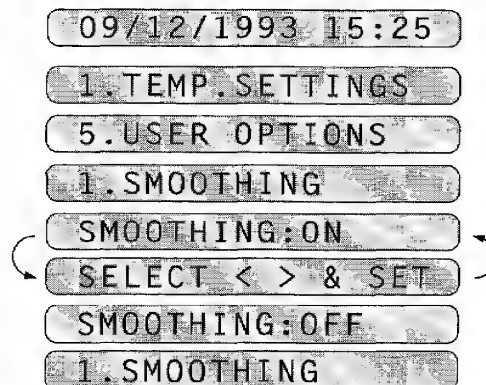 09/12/1993 15:25
1.TEMP.SETTINGS
5.USER OPTIONS
1.SMOOTHING
SMOOTHING:ON
SELECT < > & SET
SMOOTHING:OFF
1.SMOOTHING